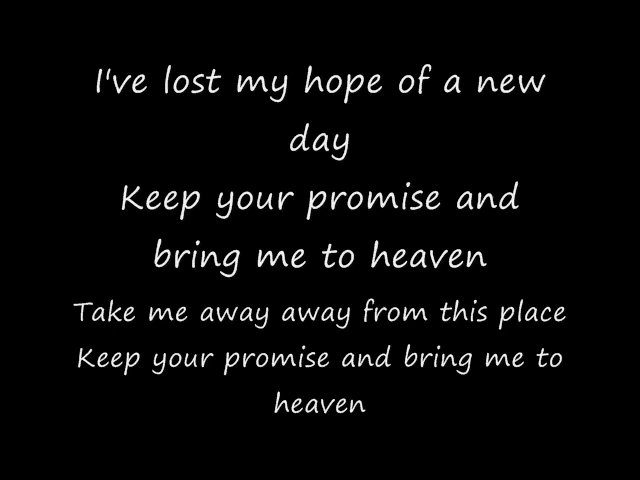 I've lost my hope of a new
day
Keep your promise and
bring me to heaven
Take me away away from this place
Keep your promise and bring me to
heaven